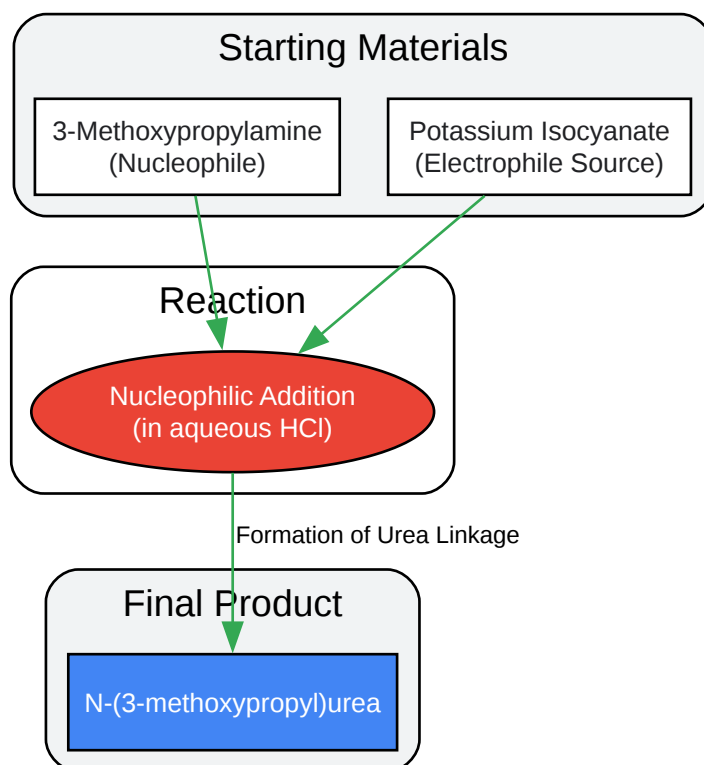 Starting Materials
3-Methoxypropylamine
(Nucleophile)
Potassium Isocyanate
(Electrophile Source)
Reaction
Nucleophilic Addition
(in aqueous HCl)
Formation of Urea Linkage
Final Product
N-(3-methoxypropyl)urea